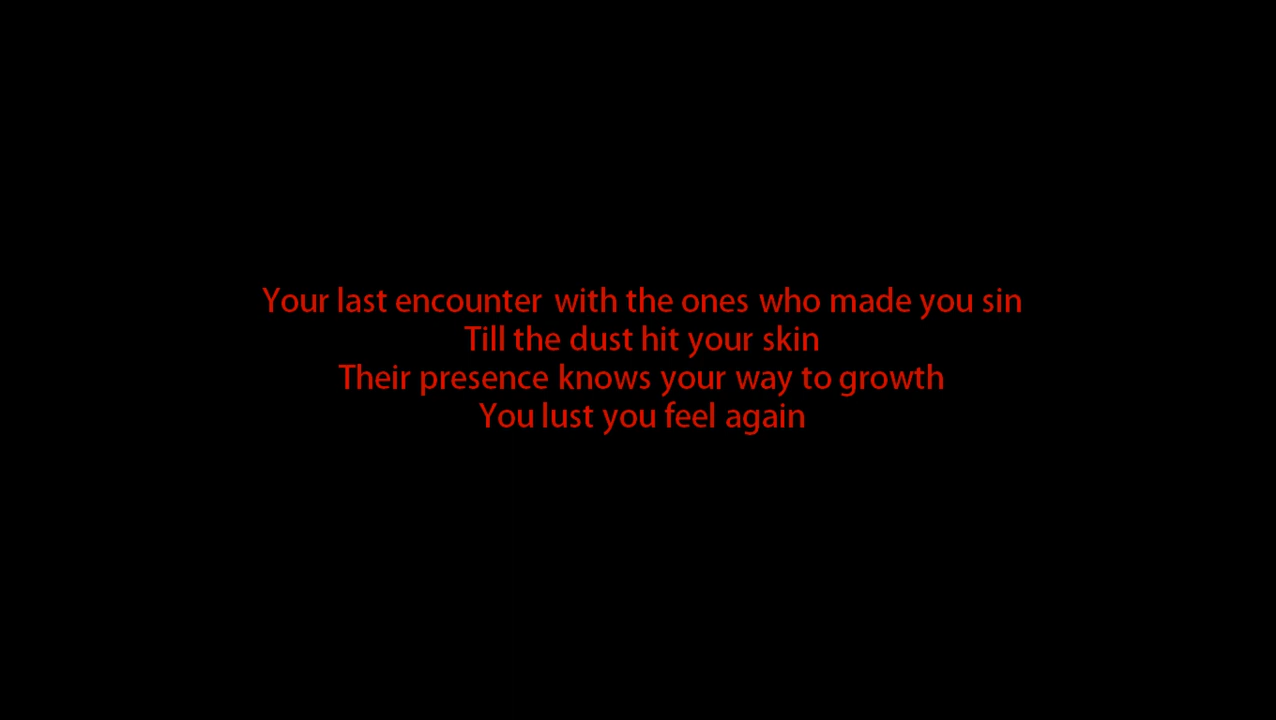 Your last encounter with the ones who made you sin
Till the dust hit your skin
Their presence knows your way to growth
You lust you feel again